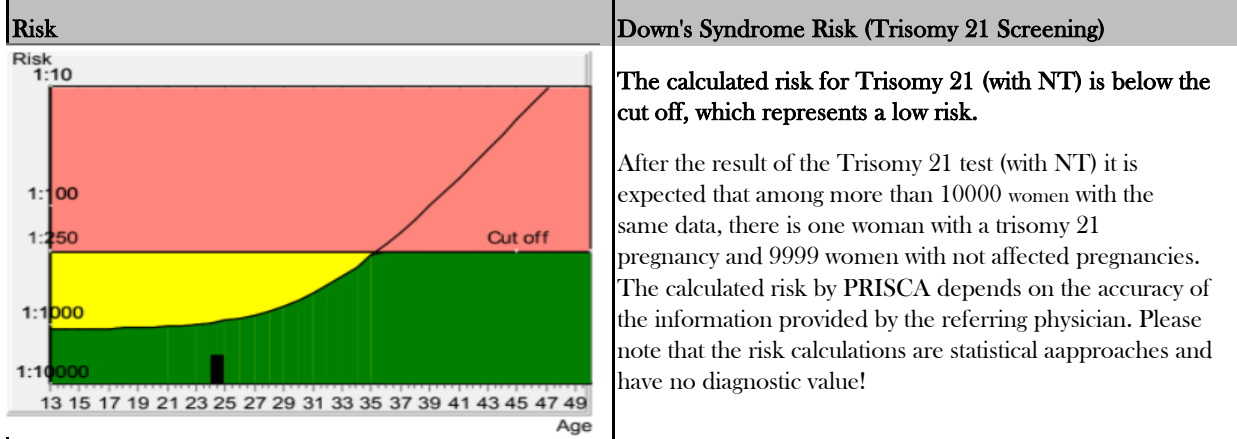 Risk
Risk
1:10
1:100
1:250
Cut off
1:1000
1:10000
13 15 17 19 21 23 25 27 29 31 33 35 37 39 41 43 45 47 49
Age
Down's Syndrome Risk (Trisomy 21 Screening)
The calculated risk for Trisomy 21 (with NT) is below the
cut off, which represents a low risk.
After the result of the Trisomy 21 test (with NT) it is
expected that among more than 10000 women with the
same data, there is one woman with a trisomy 21
pregnancy and 9999 women with not affected pregnancies.
The calculated risk by PRISCA depends on the accuracy of
the information provided by the referring physician. Please
note that the risk calculations are statistical aapproaches and
have no diagnostic value!